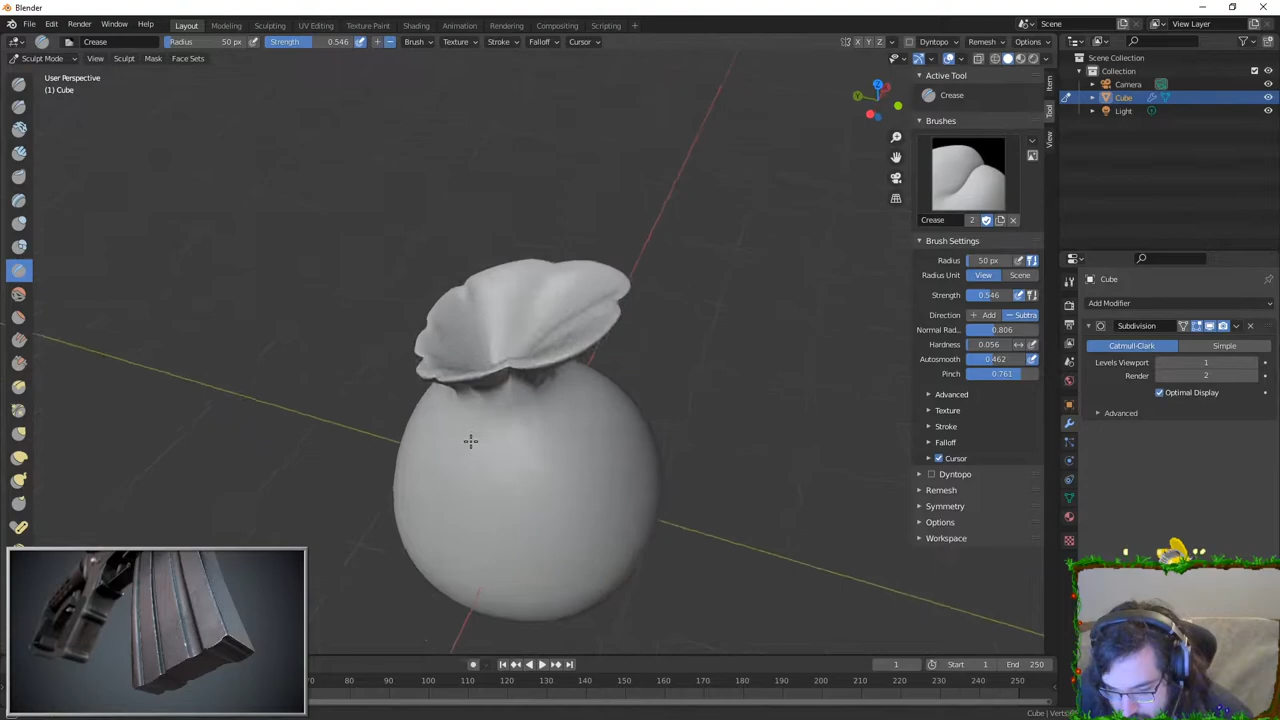 Blender
File Edit Render Window Help Layout Modeling Sculpting UV Editing Texture Paint Shading Animation Rendering Compositing Scripting + Scene View Layer
Crease Radius 50 px Strength 0.546 Brush Texture Stroke Falloff Cursor X Y Z Dyntopo Remesh Options
Sculpt Mode View Sculpt Mask Face Sets
User Perspective
(1) Cube
Active Tool
Crease
Brushes
Crease 2
Brush Settings
Radius 50 px
Radius Unit View Scene
Strength 0.546
Direction Add Subtra
Normal Rad... 0.806
Hardness 0.056
Autosmooth 0.462
Pinch 0.761
Advanced
Texture
Stroke
Falloff
Cursor
Dyntopo
Remesh
Symmetry
Options
Workspace
Item
Tool
View
Scene Collection
Collection
Camera
Cube
Light
Cube
Add Modifier
Subdivision
Catmull-Clark Simple
Levels Viewport 1
Render 2
Optimal Display
Advanced
1 Start 1 End 250
70 80 90 100 110 120 130 140 150 160 170 180 190 200 210 220 230 240 250